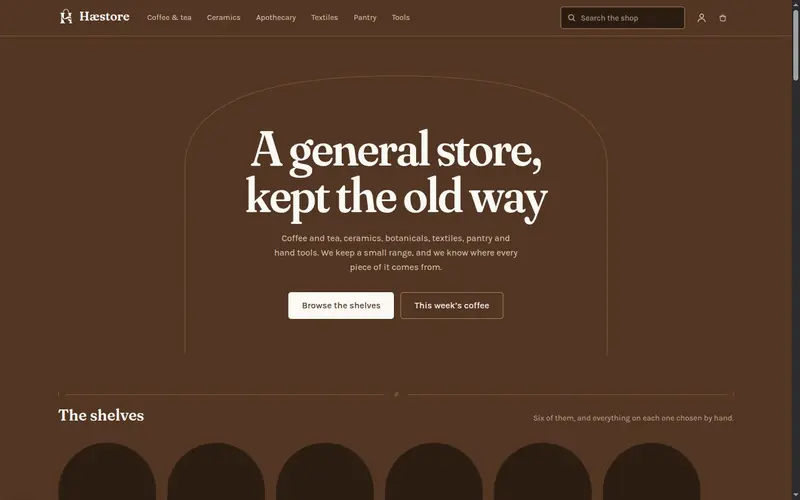 Hæstore
Coffee & tea
Ceramics
Apothecary
Textiles
Pantry
Tools
Search the shop
A general store,
kept the old way
Coffee and tea, ceramics, botanicals, textiles, pantry and
hand tools. We keep a small range, and we know where every
piece of it comes from.
Browse the shelves
This week's coffee
The shelves
Six of them, and everything on each one chosen by hand.